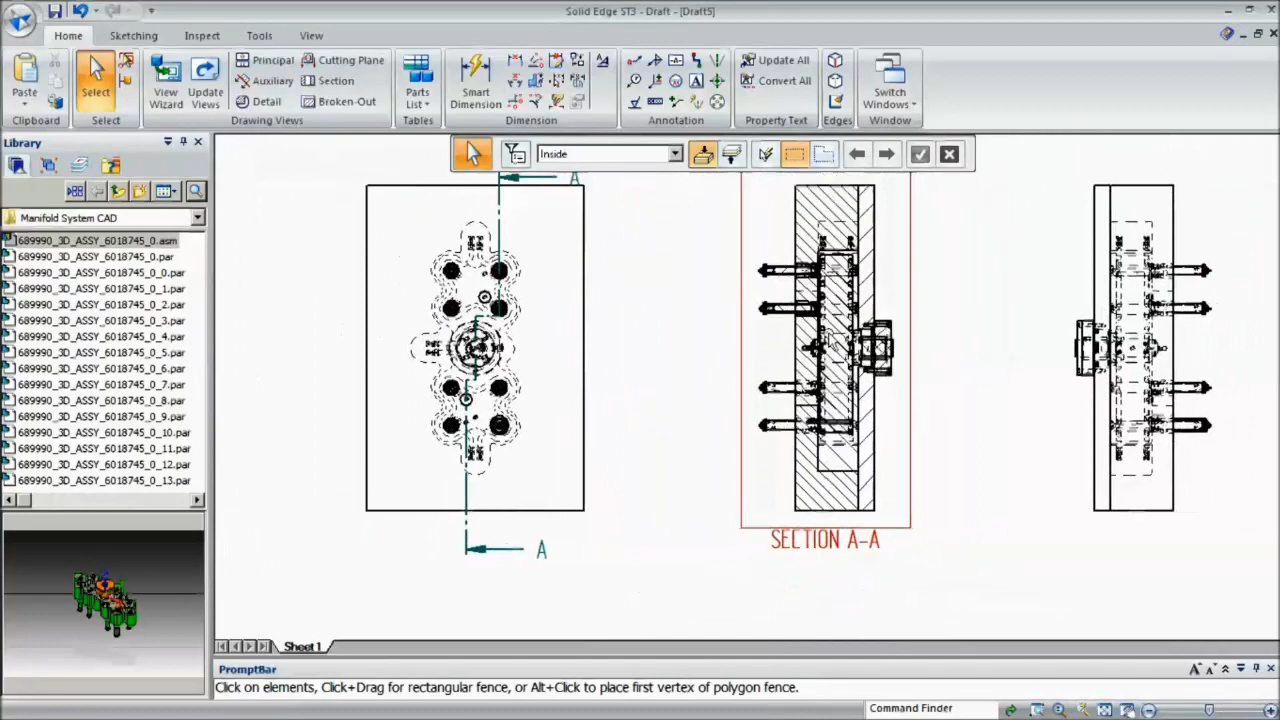 Solid Edge ST3 - Draft - [Draft5]
Home Sketching Inspect Tools View
Paste
Clipboard
Select
Select
View Wizard
Update Views
Principal
Auxiliary
Detail
Cutting Plane
Section
Broken-Out
Drawing Views
Parts List
Tables
Smart Dimension
Dimension
Annotation
Update All
Convert All
Property Text
Edges
Switch Windows
Window
Library
Manifold System CAD
689990_3D_ASSY_6018745_0.asm
689990_3D_ASSY_6018745_0.par
689990_3D_ASSY_6018745_0_0.par
689990_3D_ASSY_6018745_0_1.par
689990_3D_ASSY_6018745_0_2.par
689990_3D_ASSY_6018745_0_3.par
689990_3D_ASSY_6018745_0_4.par
689990_3D_ASSY_6018745_0_5.par
689990_3D_ASSY_6018745_0_6.par
689990_3D_ASSY_6018745_0_7.par
689990_3D_ASSY_6018745_0_8.par
689990_3D_ASSY_6018745_0_9.par
689990_3D_ASSY_6018745_0_10.par
689990_3D_ASSY_6018745_0_11.par
689990_3D_ASSY_6018745_0_12.par
689990_3D_ASSY_6018745_0_13.par
Inside
A
A
SECTION A-A
Sheet1
PromptBar
Click on elements, Click+Drag for rectangular fence, or Alt+Click to place first vertex of polygon fence.
Command Finder